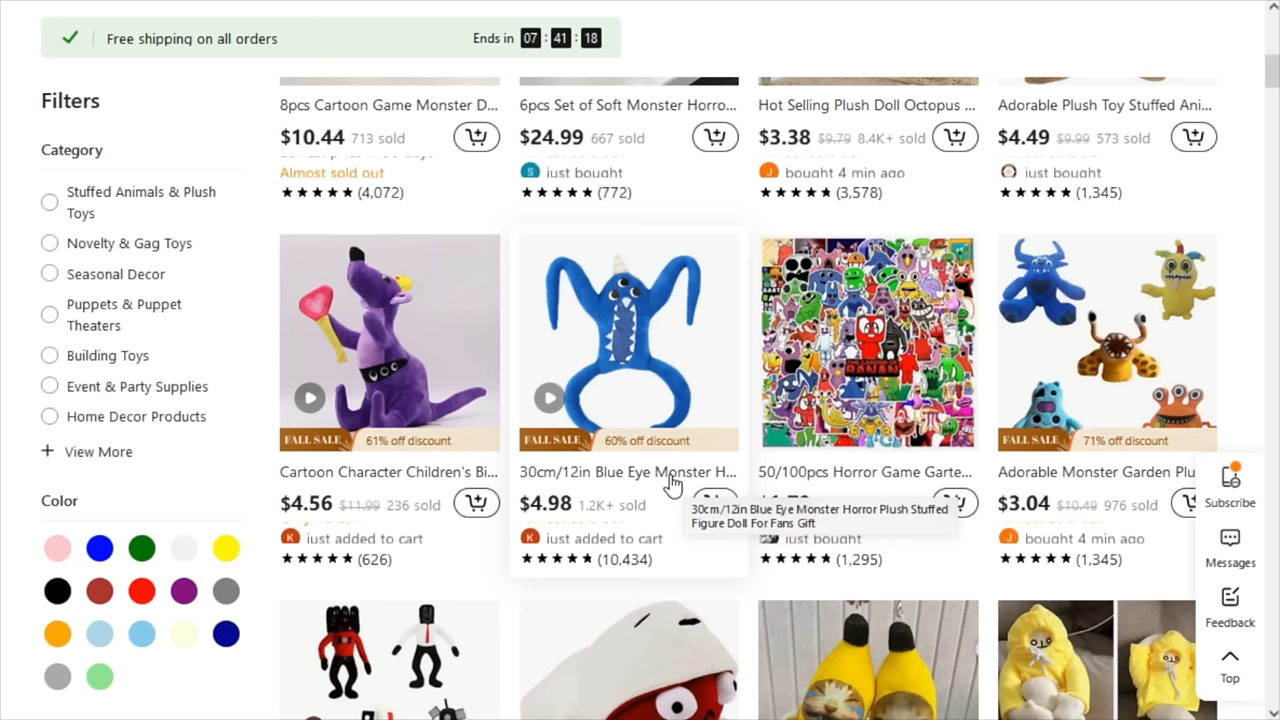 Free shipping on all orders
Ends in 07 : 41 : 18
Filters
Category
Stuffed Animals & Plush
Toys
Novelty & Gag Toys
Seasonal Decor
Puppets & Puppet
Theaters
Building Toys
Event & Party Supplies
Home Decor Products
+ View More
Color
8pcs Cartoon Game Monster D...
$10.44 713 sold
Almost sold out
(4,072)
6pcs Set of Soft Monster Horro...
$24.99 667 sold
S just bought
(772)
Hot Selling Plush Doll Octopus ...
$3.38 $9.79 8.4K+ sold
J bought 4 min ago
(3,578)
Adorable Plush Toy Stuffed Ani...
$4.49 $9.99 573 sold
just bought
(1,345)
FALL SALE 61% off discount
Cartoon Character Children's Bi...
$4.56 $11.99 236 sold
K just added to cart
(626)
FALL SALE 60% off discount
30cm/12in Blue Eye Monster H...
$4.98 1.2K+ sold
K just added to cart
(10,434)
30cm/12in Blue Eye Monster Horror Plush Stuffed
Figure Doll For Fans Gift
THE GARDEN OF
BANAN
50/100pcs Horror Game Garte...
just bought
(1,295)
FALL SALE 71% off discount
Adorable Monster Garden Plu
$3.04 $10.49 976 sold
J bought 4 min ago
(1,345)
Subscribe
Messages
Feedback
Top